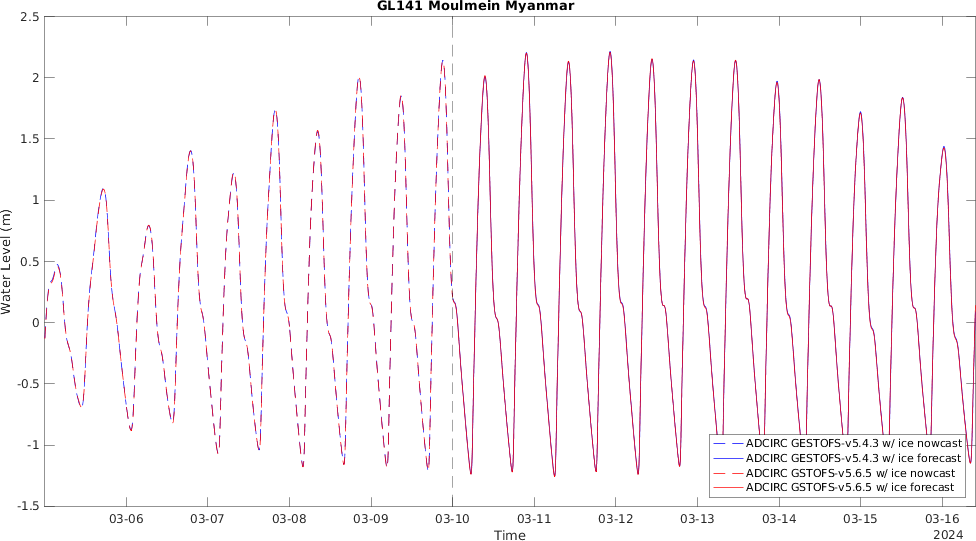 GL141 Moulmein Myanmar
Water Level (m)
2.5
2
1.5
1
0.5
0
-0.5
-1
-1.5
ADCIRC GESTOFS-v5.4.3 w/ ice nowcast
ADCIRC GESTOFS-v5.4.3 w/ ice forecast
ADCIRC GSTOFS-v5.6.5 w/ ice nowcast
ADCIRC GSTOFS-v5.6.5 w/ ice forecast
03-06 03-07 03-08 03-09 03-10 03-11 03-12 03-13 03-14 03-15 03-16
Time
2024